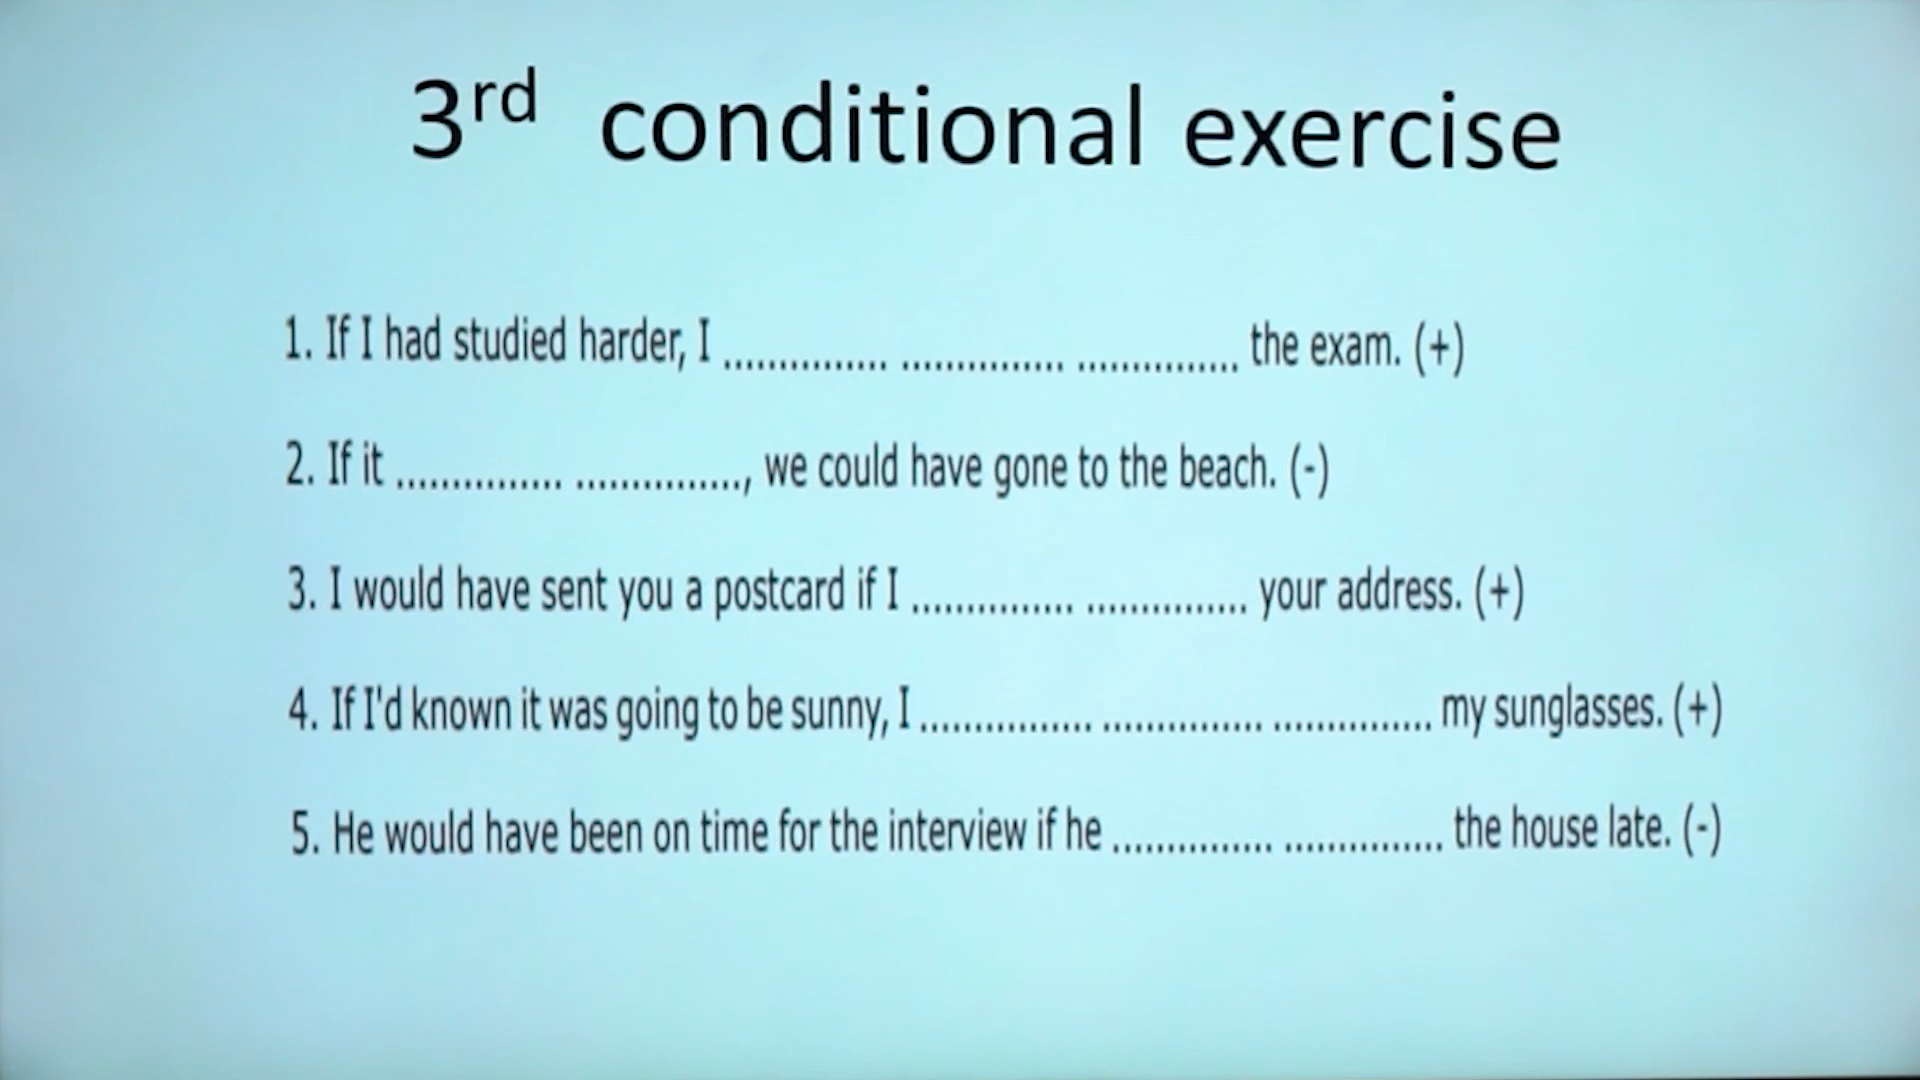 3rd conditional exercise
1. If I had studied harder, I ............... ............... ............... the exam. (+)
2. If it ............... ..............., we could have gone to the beach. (-)
3. I would have sent you a postcard if I ............... ............... your address. (+)
4. If I'd known it was going to be sunny, I ............... ............... ............... my sunglasses. (+)
5. He would have been on time for the interview if he ............... ............... the house late. (-)